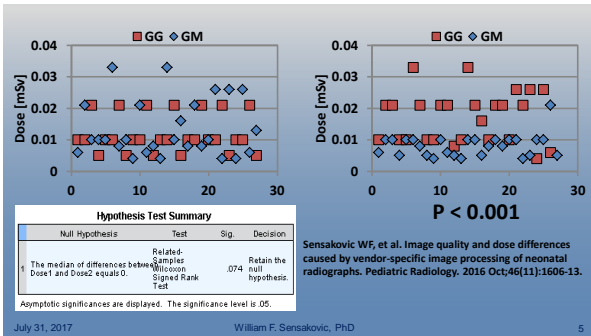 GG GM
0.04
0.03
0.02
0.01
0
Dose [mSv]
0 10 20 30
GG GM
0.04
0.03
0.02
0.01
0
Dose [mSv]
0 10 20 30
P < 0.001
Hypothesis Test Summary
Null Hypothesis Test Sig. Decision
1 The median of differences between Dose1 and Dose2 equals 0.
Related-
Samples
Wilcoxon
Signed Rank
Test
.074
Retain the
null
hypothesis.
Asymptotic significances are displayed. The significance level is .05.
Sensakovic WF, et al. Image quality and dose differences
caused by vendor-specific image processing of neonatal
radiographs. Pediatric Radiology. 2016 Oct;46(11):1606-13.
July 31, 2017 William F. Sensakovic, PhD 5